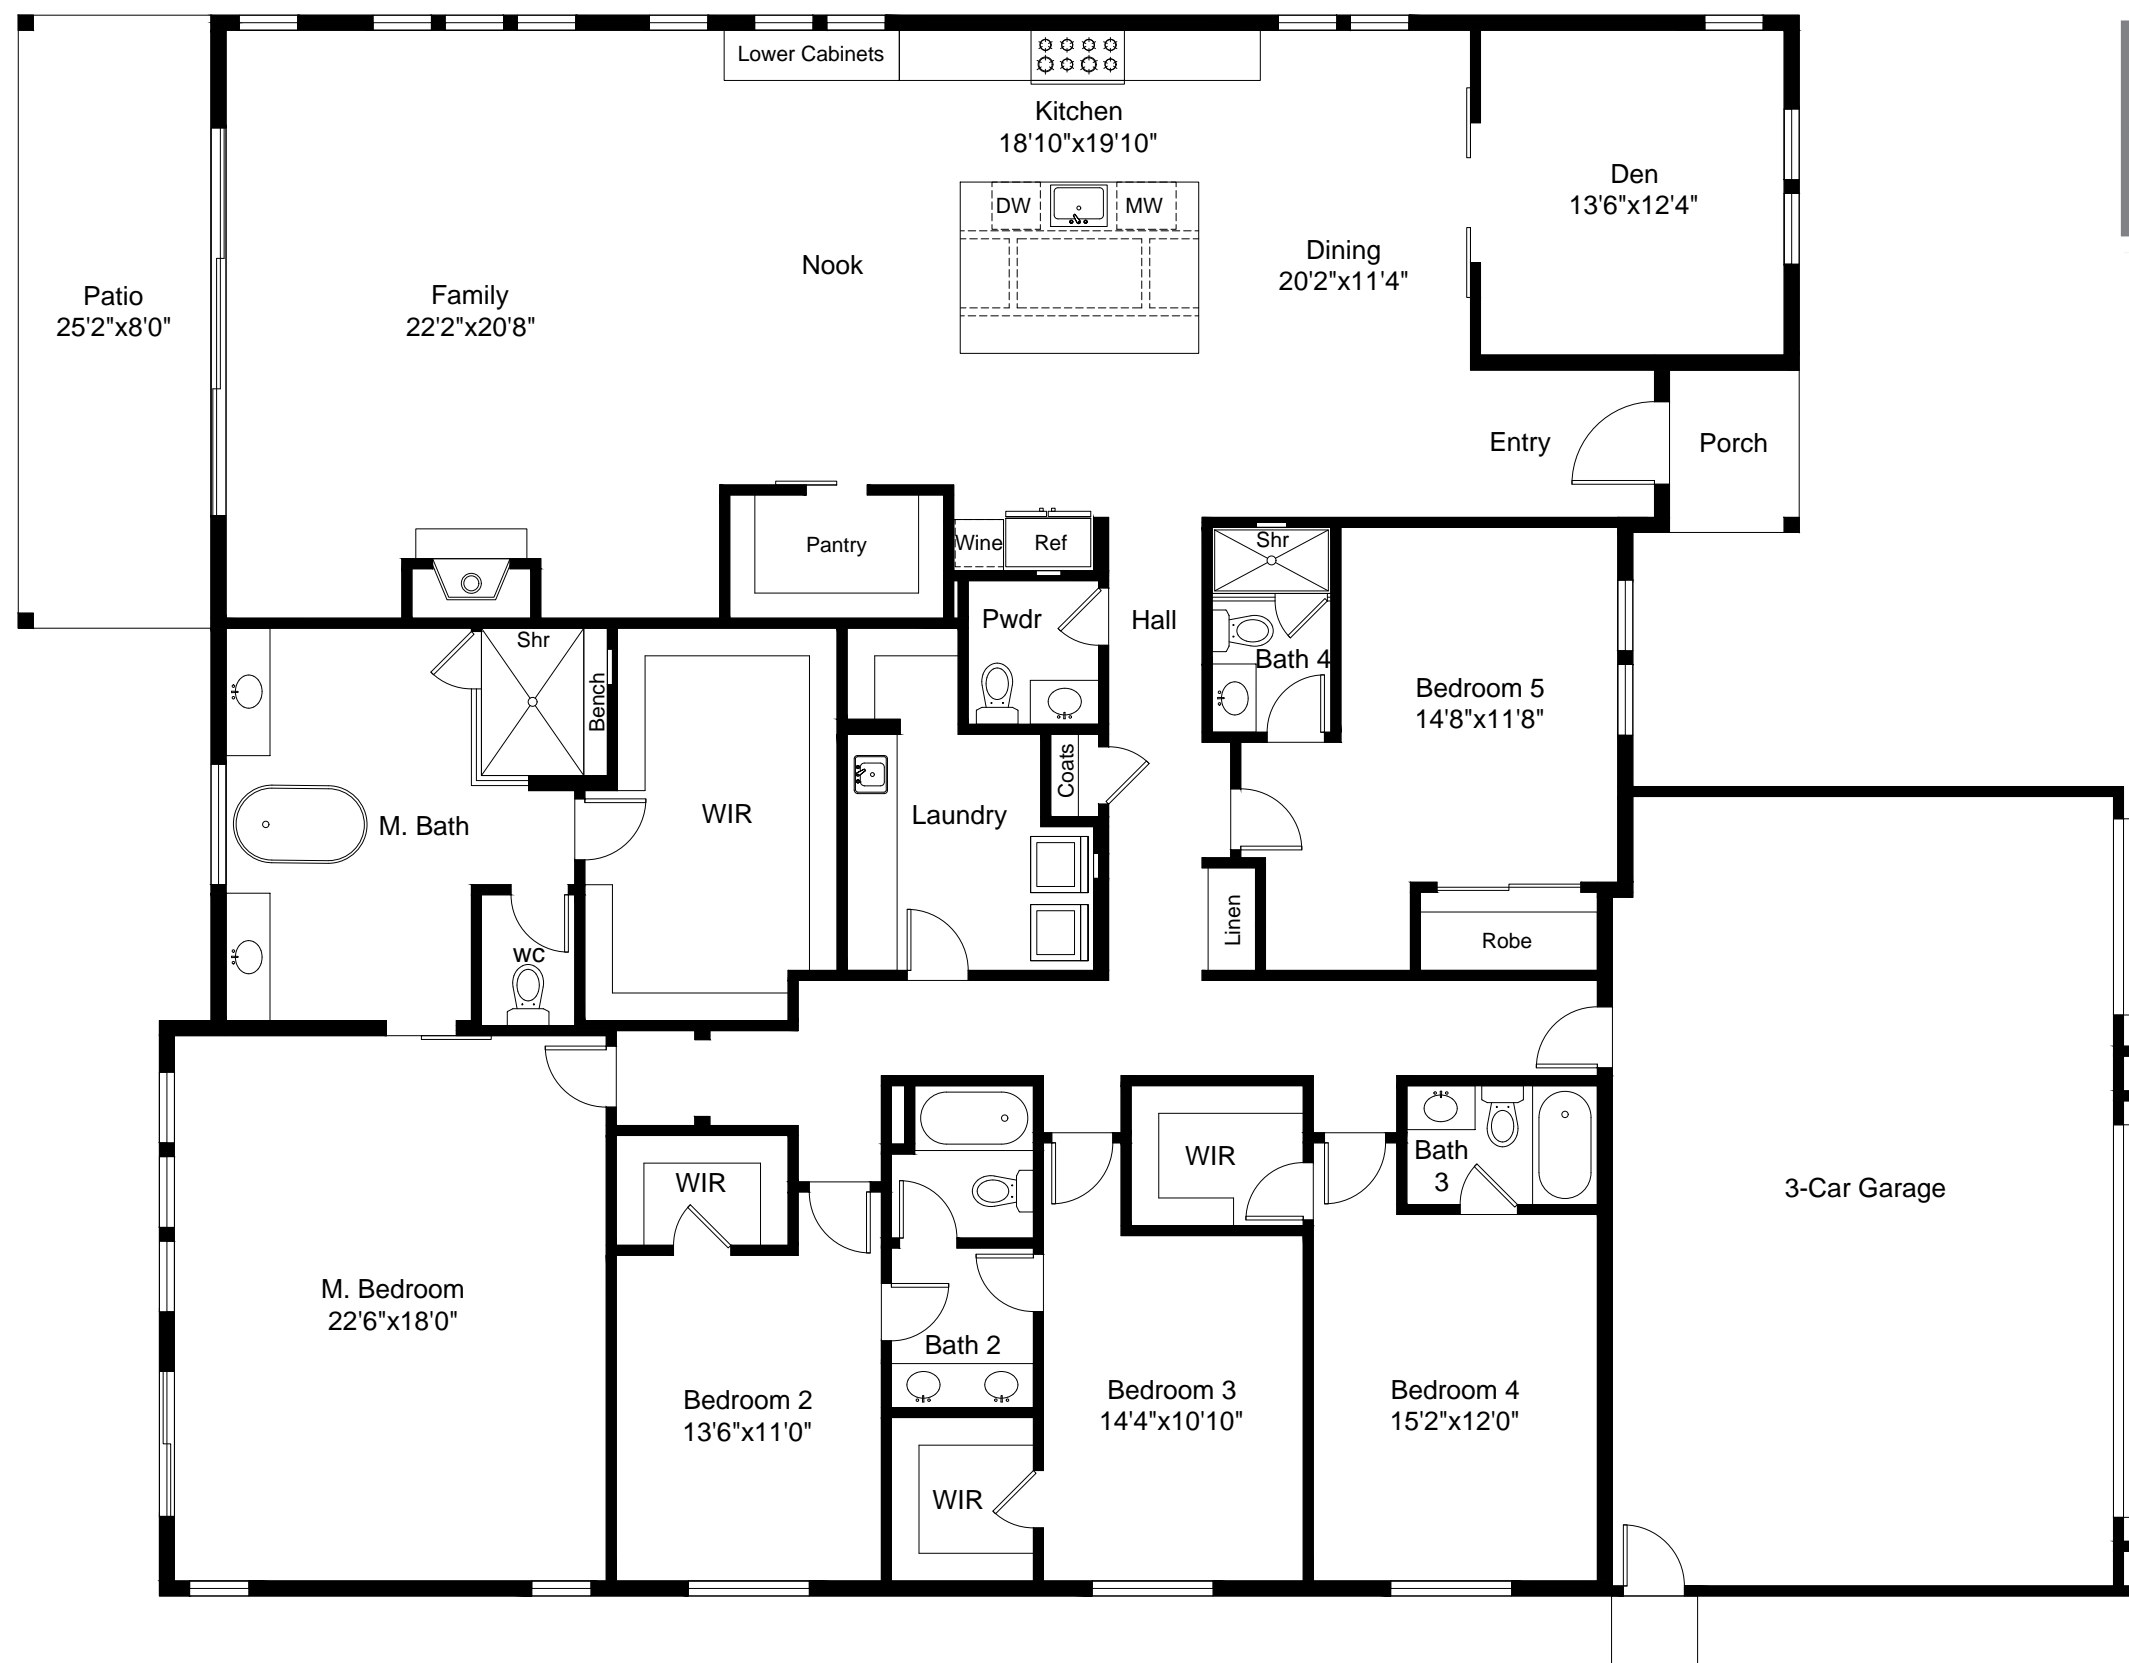 Lower Cabinets
Kitchen
18'10"x19'10"
Den
13'6"x12'4"
DW
MW
Nook
Dining
20'2"x11'4"
Patio
25'2"x8'0"
Family
22'2"x20'8"
Entry
Porch
Pantry
Wine
Ref
Shr
Pwdr
Hall
Shr
Bath 4
Bench
Bedroom 5
14'8"x11'8"
Coats
WIR
Laundry
M. Bath
Linen
Robe
WC
WIR
WIR
Bath
3
3-Car Garage
M. Bedroom
22'6"x18'0"
Bath 2
Bedroom 2
13'6"x11'0"
Bedroom 3
14'4"x10'10"
Bedroom 4
15'2"x12'0"
WIR